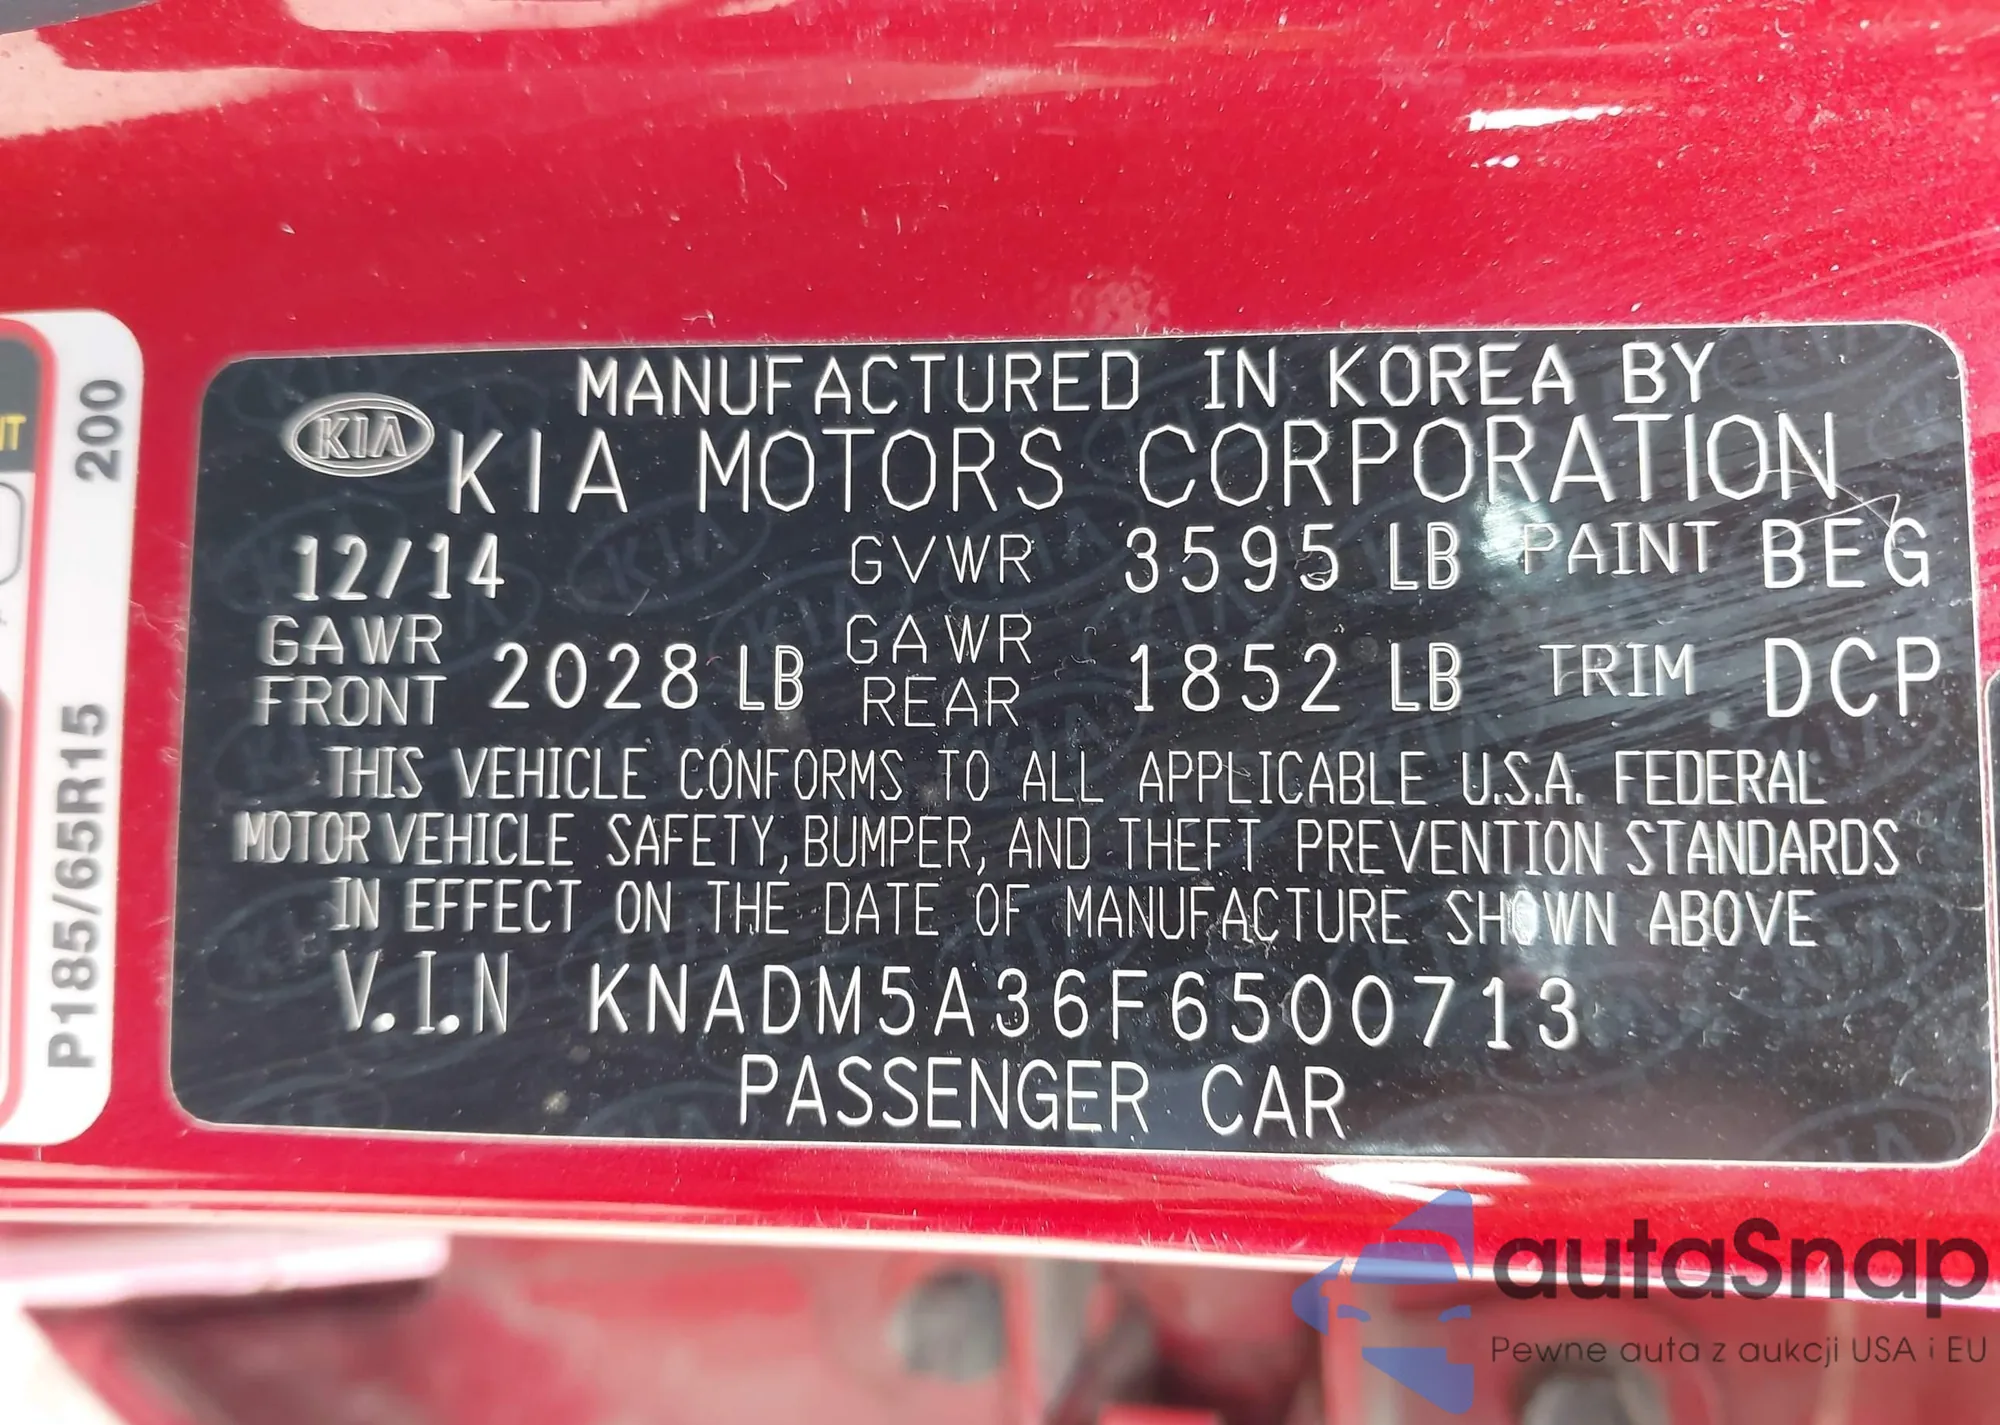 MANUFACTURED IN KOREA BY
KIA
KIA MOTORS CORPORATION
12/14 GVWR 3595 LB PAINT BEG
GAWR FRONT 2028 LB GAWR REAR 1852 LB TRIM DCP
THIS VEHICLE CONFORMS TO ALL APPLICABLE U.S.A. FEDERAL
MOTOR VEHICLE SAFETY, BUMPER, AND THEFT PREVENTION STANDARDS
IN EFFECT ON THE DATE OF MANUFACTURE SHOWN ABOVE
V.I.N KNADM5A36F6500713
PASSENGER CAR
P185/65R15 200
autaSnap
Pewne auta z aukcji USA i EU